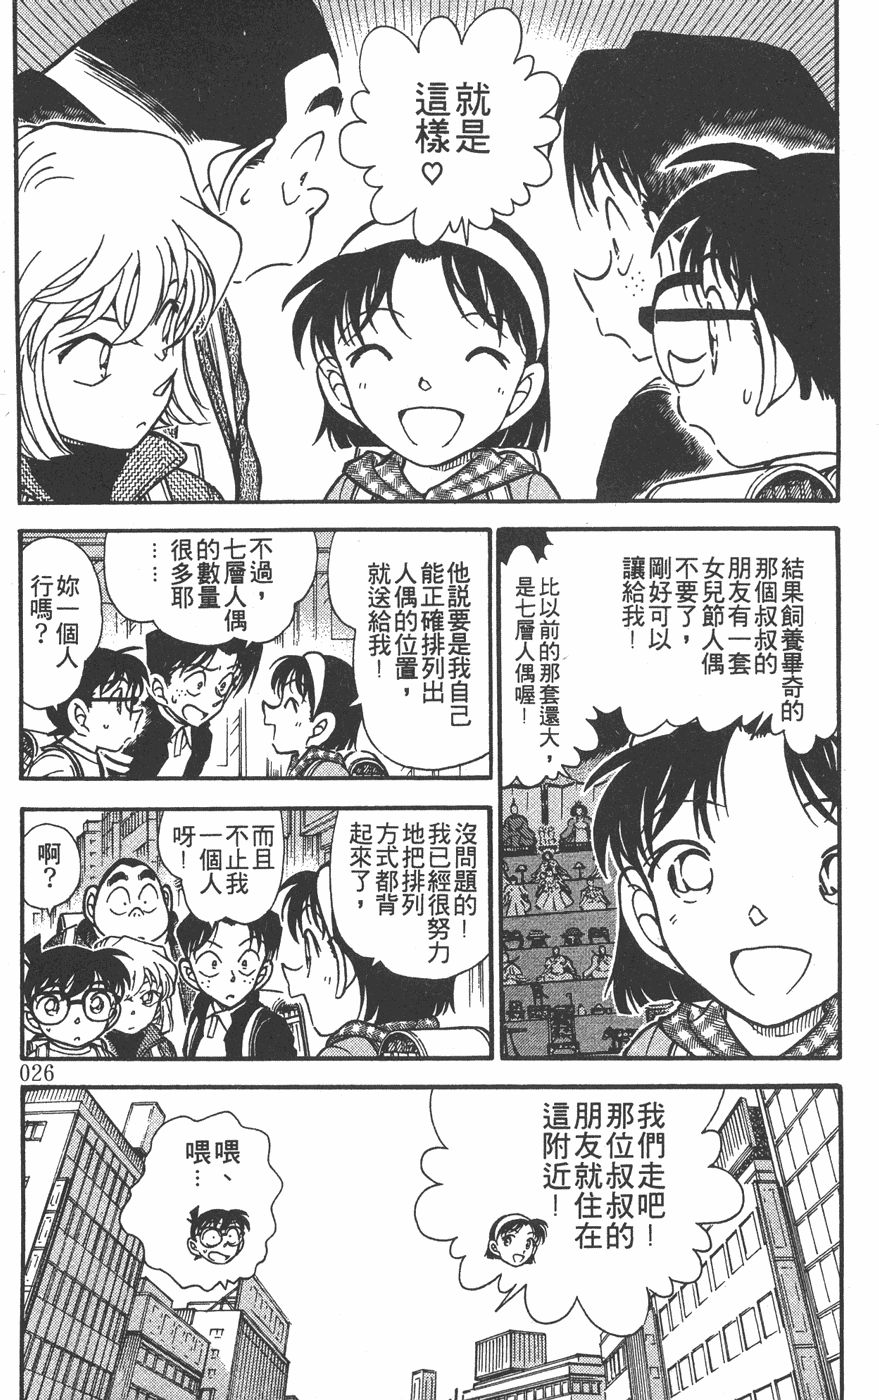 就是
這樣♡
結果飼養畢奇的
那個叔叔的
朋友有一套
女兒節人偶
不要了，
剛好可以
讓給我！
比以前的那套還大，
是七層人偶喔！
他說要是我自己
能正確排列出
人偶的位置，
就送給我！
不過，
七層人偶
的數量
很多耶
……
妳一個人
行嗎？
沒問題的！
我已經很努力
地把排列
方式都背
起來了，
而且
不止我
一個人
呀！
啊？
026
我們走吧！
那位叔叔的
朋友就住在
這附近！
喂、
喂…